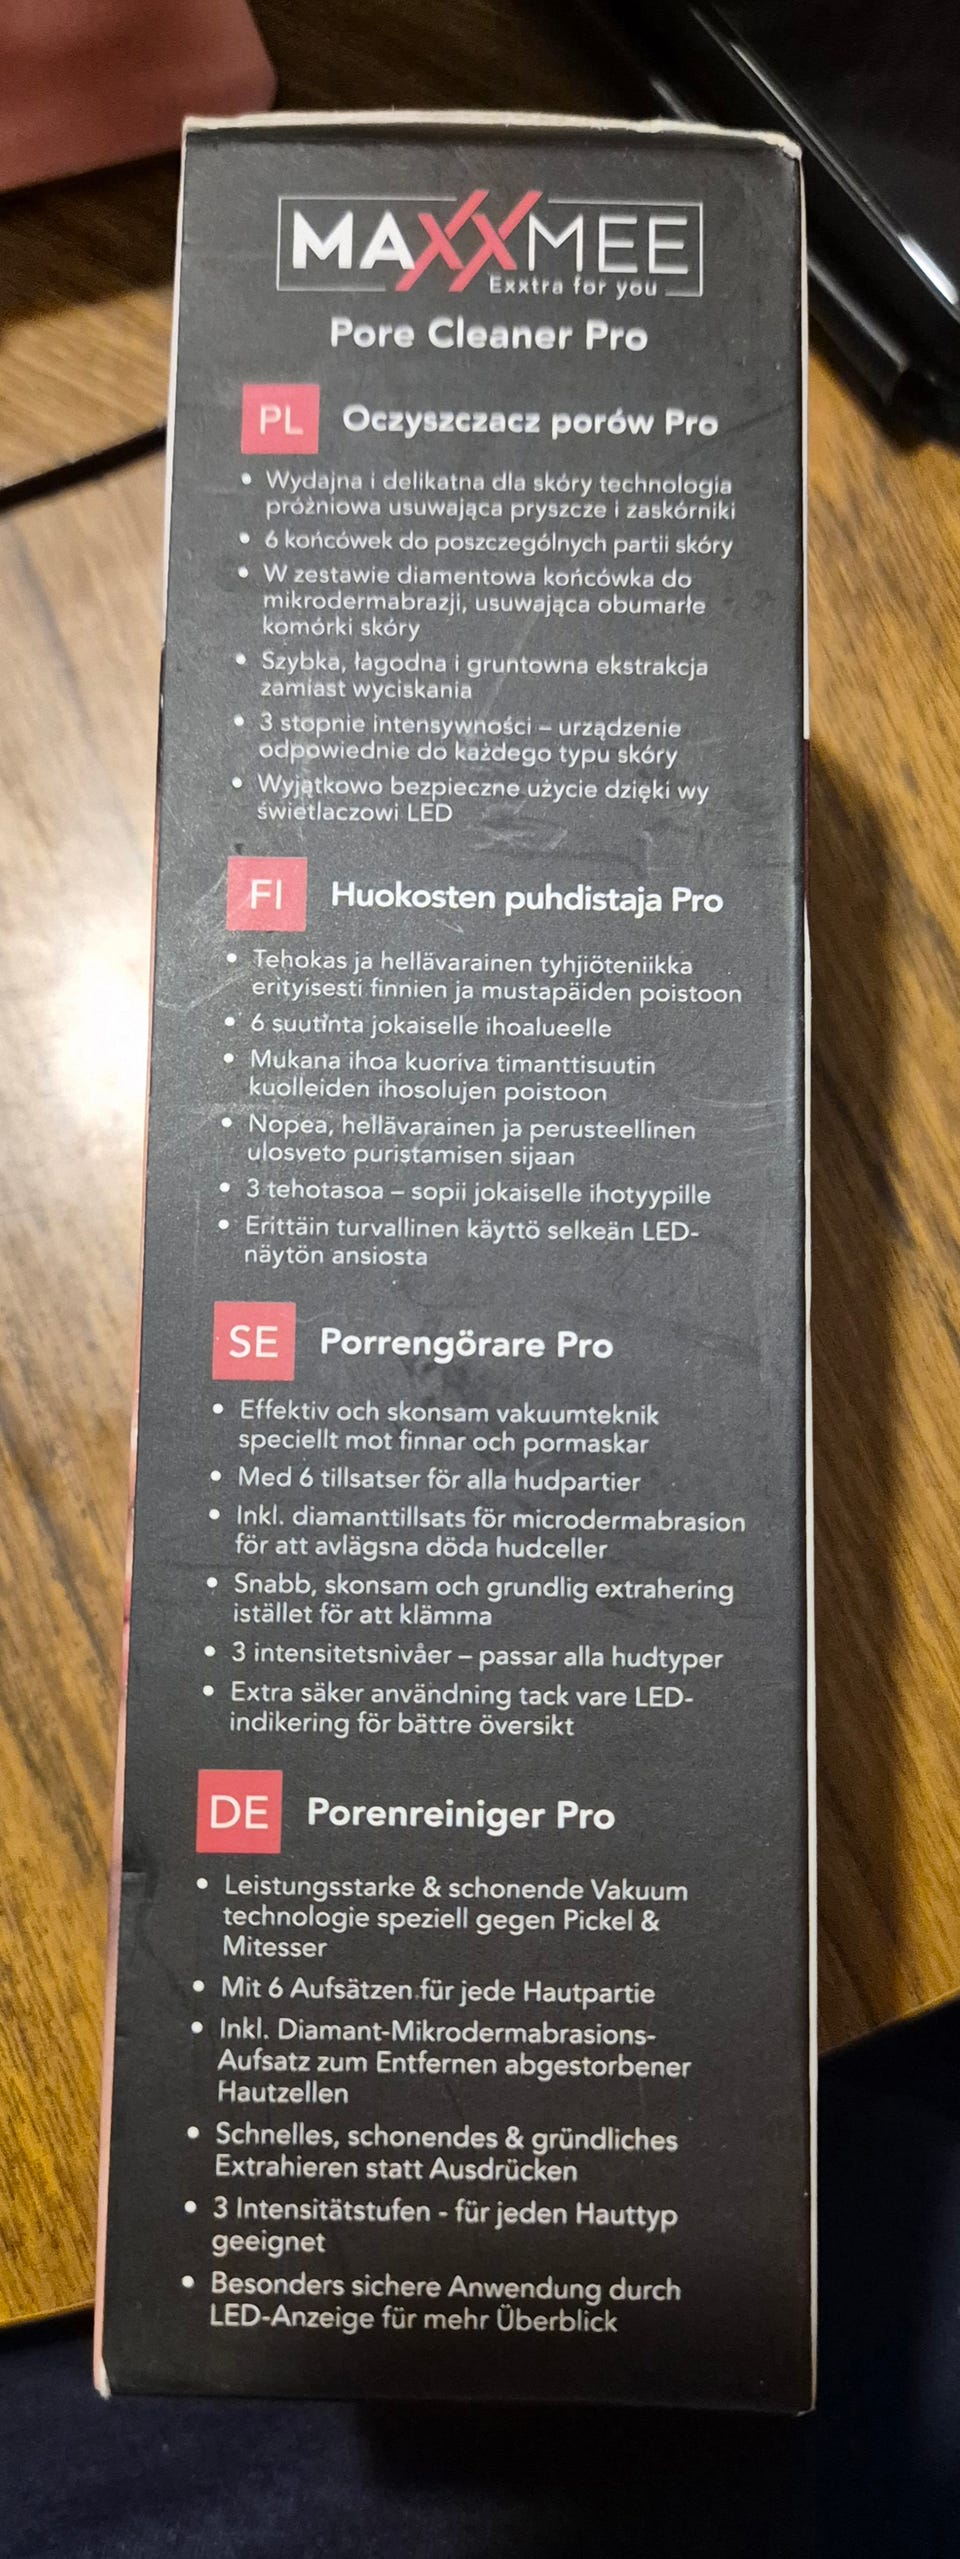 MAXXMEE
Exxtra for you
Pore Cleaner Pro
PL Oczyszczacz porów Pro
• Wydajna i delikatna dla skóry technologia
próżniowa usuwająca pryszcze i zaskórniki
• 6 końcówek do poszczególnych partii skóry
• W zestawie diamentowa końcówka do
mikrodermabrazji, usuwająca obumarłe
komórki skóry
• Szybka, łagodna i gruntowna ekstrakcja
zamiast wyciskania
• 3 stopnie intensywności – urządzenie
odpowiednie do każdego typu skóry
• Wyjątkowo bezpieczne użycie dzięki wy
świetlaczowi LED
FI Huokosten puhdistaja Pro
• Tehokas ja hellävarainen tyhjiöteniikka
erityisesti finnien ja mustapäiden poistoon
• 6 suutinta jokaiselle ihoalueelle
• Mukana ihoa kuoriva timanttisuutin
kuolleiden ihosolujen poistoon
• Nopea, hellävarainen ja perusteellinen
ulosveto puristamisen sijaan
• 3 tehotasoa – sopii jokaiselle ihotyypille
• Erittäin turvallinen käyttö selkeän LED-
näytön ansiosta
SE Porrengörare Pro
• Effektiv och skonsam vakuumteknik
speciellt mot finnar och pormaskar
• Med 6 tillsatser för alla hudpartier
• Inkl. diamanttillsats för microdermabrasion
för att avlägsna döda hudceller
• Snabb, skonsam och grundlig extrahering
istället för att klämma
• 3 intensitetsnivåer – passar alla hudtyper
• Extra säker användning tack vare LED-
indikering för bättre översikt
DE Porenreiniger Pro
• Leistungsstarke & schonende Vakuum
technologie speziell gegen Pickel &
Mitesser
• Mit 6 Aufsätzen für jede Hautpartie
• Inkl. Diamant-Mikrodermabrasions-
Aufsatz zum Entfernen abgestorbener
Hautzellen
• Schnelles, schonendes & gründliches
Extrahieren statt Ausdrücken
• 3 Intensitätstufen - für jeden Hauttyp
geeignet
• Besonders sichere Anwendung durch
LED-Anzeige für mehr Überblick